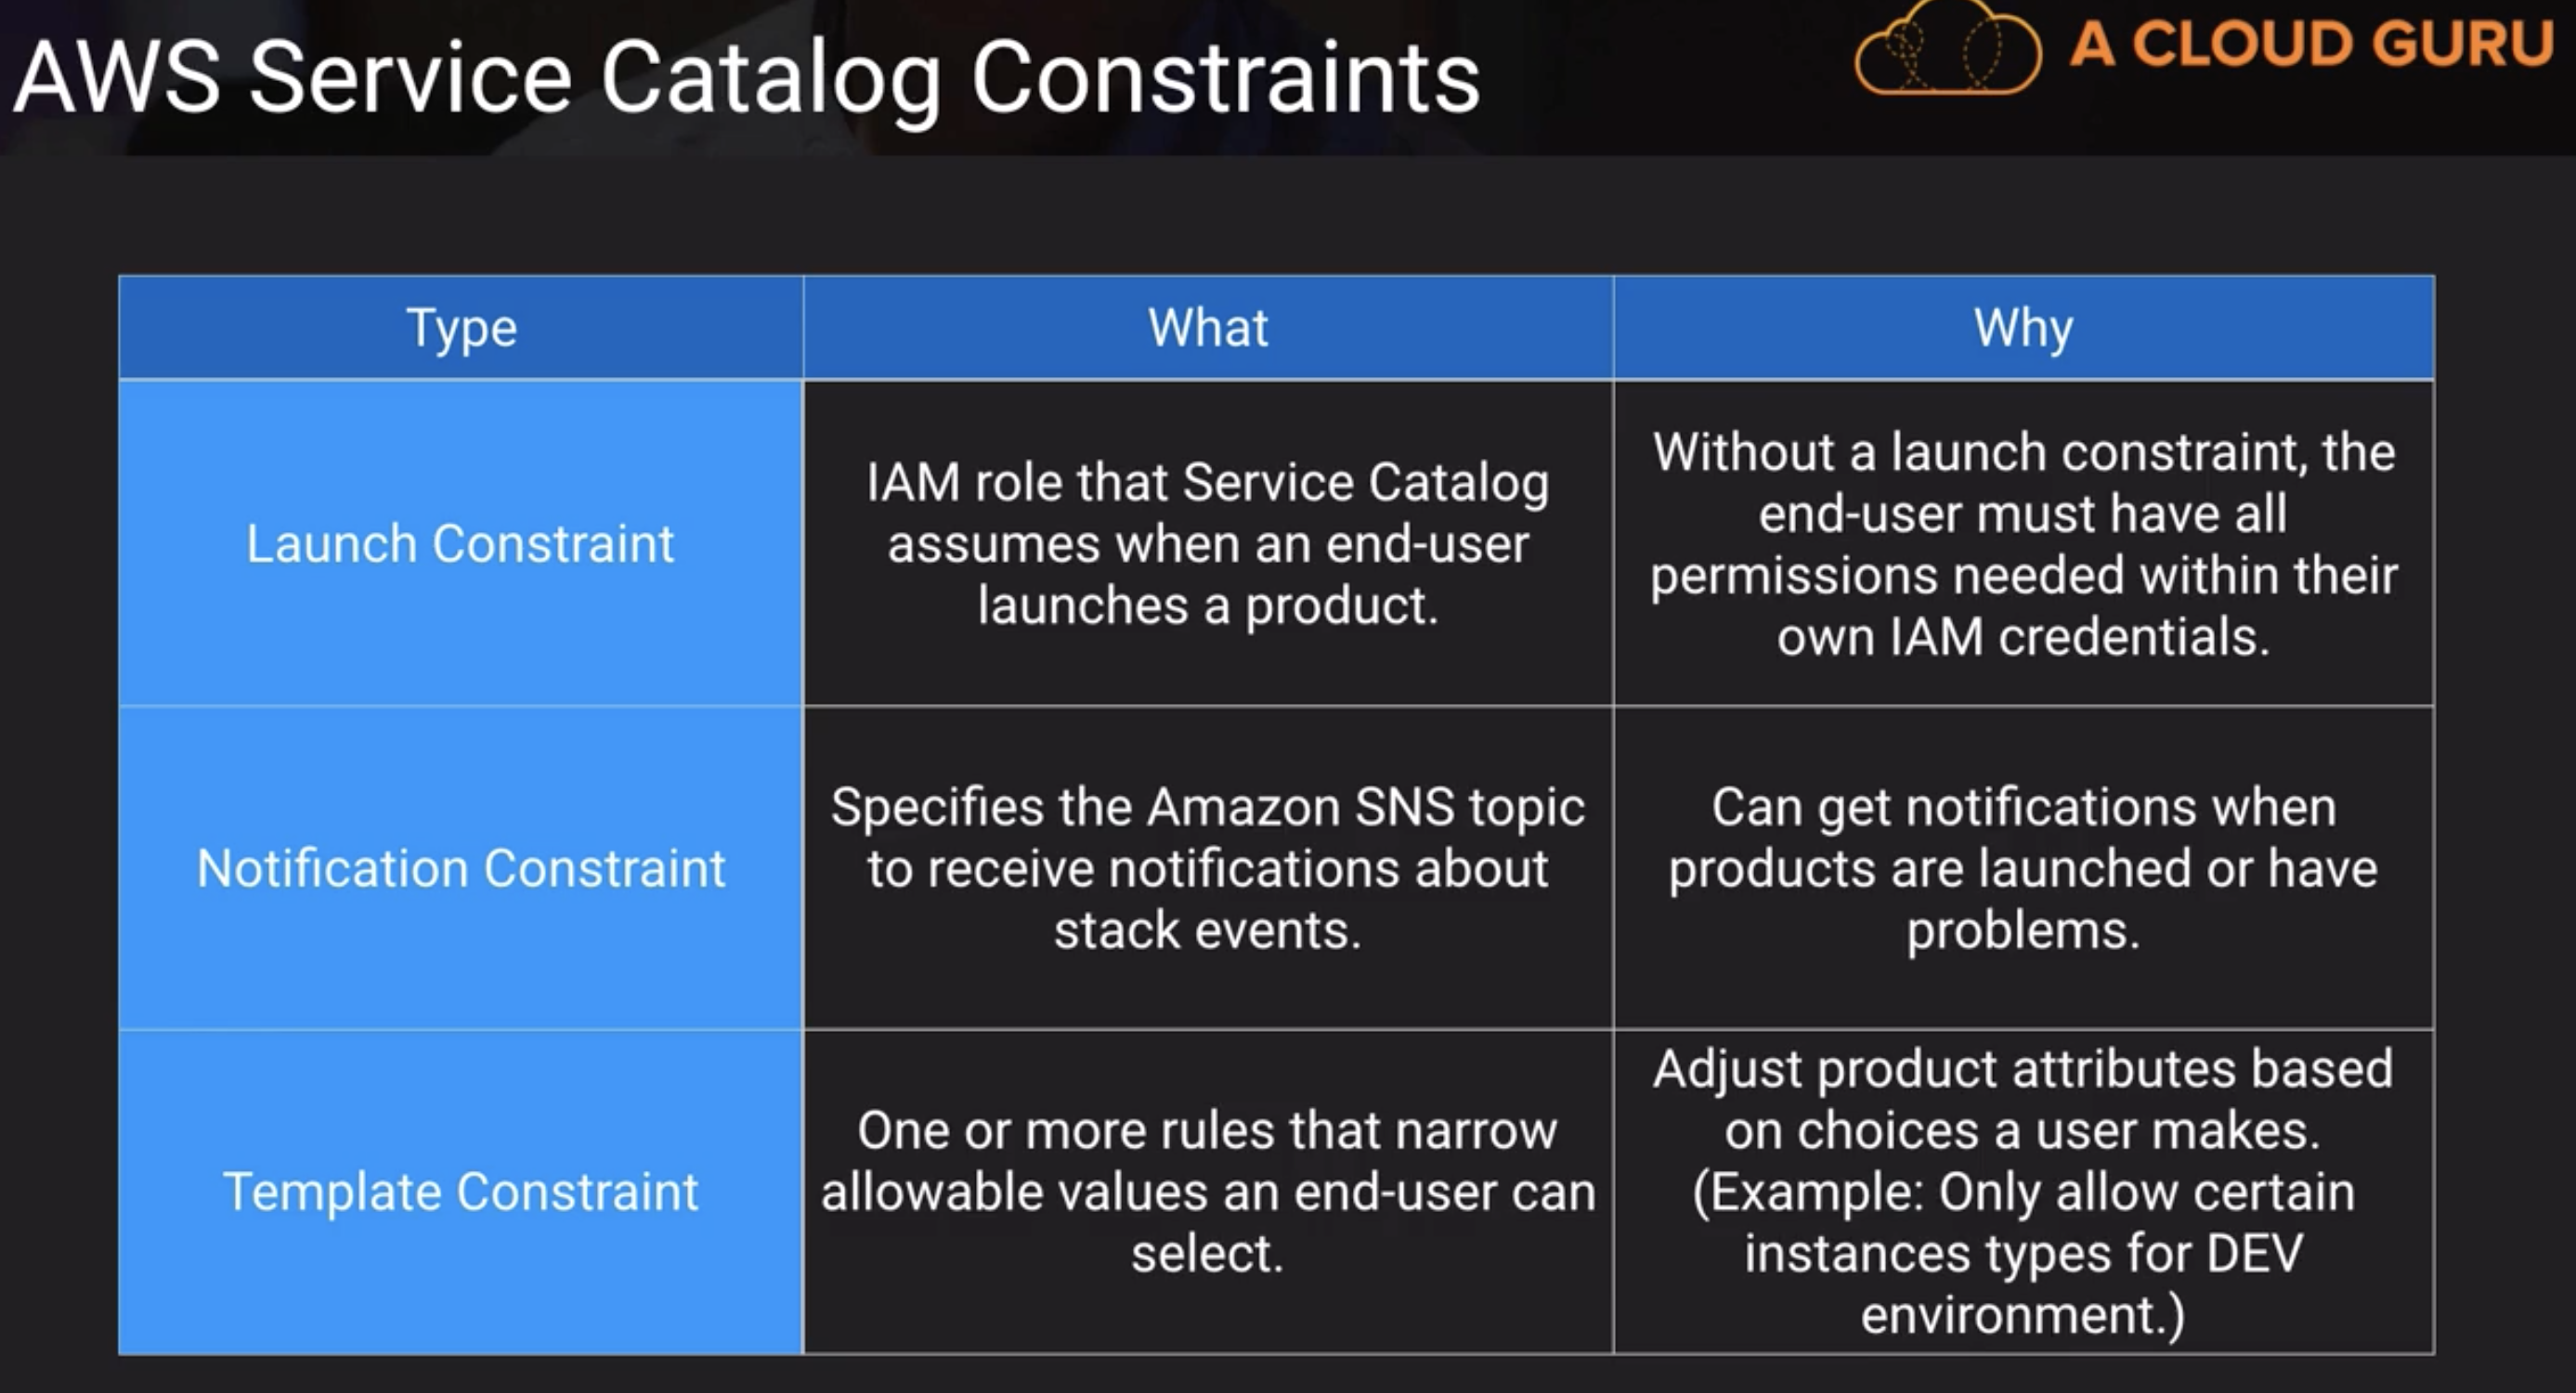 AWS Service Catalog Constraints
A CLOUD GURU
Type
What
Why
Launch Constraint
IAM role that Service Catalog
assumes when an end-user
launches a product.
Without a launch constraint, the
end-user must have all
permissions needed within their
own IAM credentials.
Notification Constraint
Specifies the Amazon SNS topic
to receive notifications about
stack events.
Can get notifications when
products are launched or have
problems.
Template Constraint
One or more rules that narrow
allowable values an end-user can
select.
Adjust product attributes based
on choices a user makes.
(Example: Only allow certain
instances types for DEV
environment.)